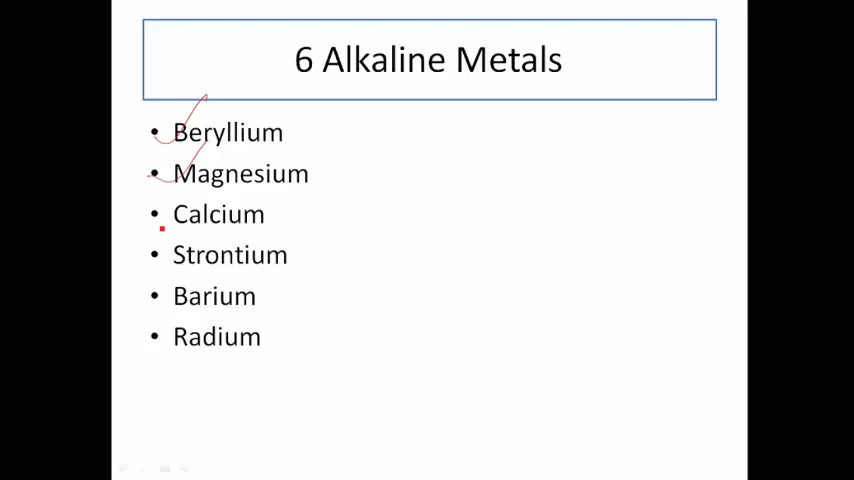 6 Alkaline Metals
• Beryllium
• Magnesium
• Calcium
• Strontium
• Barium
• Radium